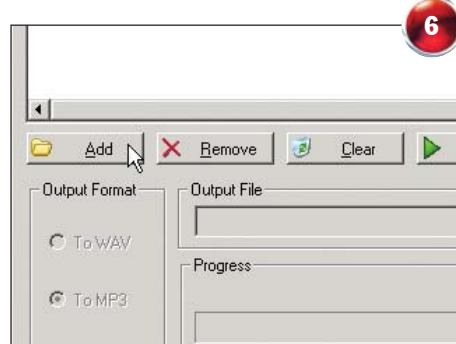 6
Add Remove Clear
Output Format Output File
To WAV
Progress
To MP3